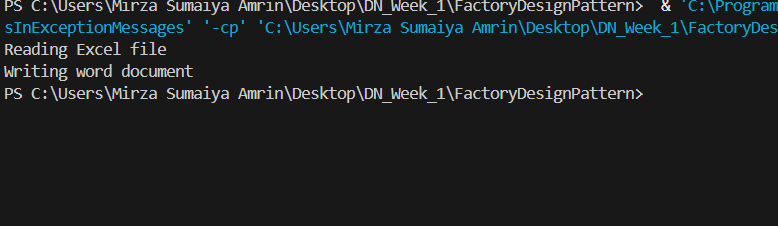 PS C:\Users\Mirza Sumaiya Amrin\Desktop\DN_Week_1\FactoryDesignPattern>  & 'C:\Program
sInExceptionMessages' '-cp' 'C:\Users\Mirza Sumaiya Amrin\Desktop\DN_Week_1\FactoryDes
Reading Excel file
Writing word document
PS C:\Users\Mirza Sumaiya Amrin\Desktop\DN_Week_1\FactoryDesignPattern>